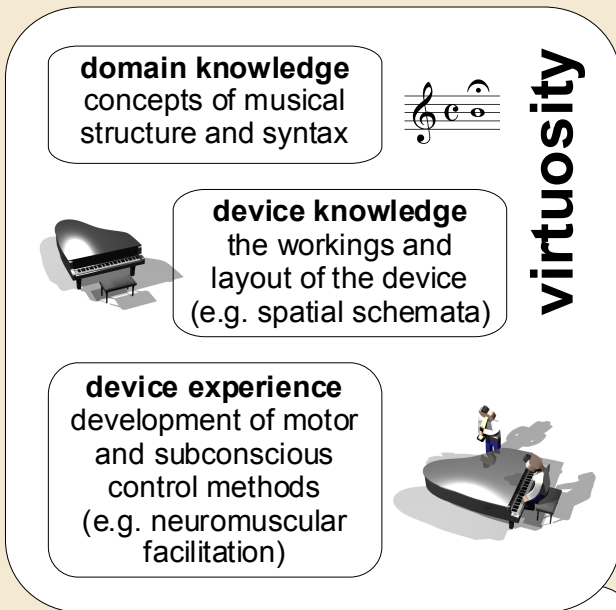 domain knowledge
concepts of musical
structure and syntax
device knowledge
the workings and
layout of the device
(e.g. spatial schemata)
device experience
development of motor
and subconscious
control methods
(e.g. neuromuscular
facilitation)
virtuosity